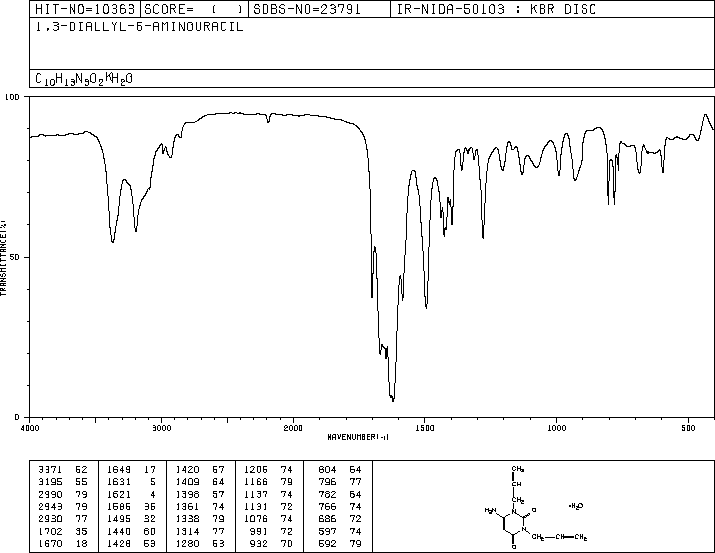 HIT-NO=10363 SCORE= ( ) SDBS-NO=23791 IR-NIDA-50103 : KBR DISC
1,3-DIALLYL-6-AMINOURACIL
C10H13N3O2KH2O
100
50
0
TRANSMITTANCE(%)
4000 3000 2000 1500 1000 500
WAVENUMBER(-1)
3371 52 1649 17 1420 57 1206 74 804 64
3195 55 1631 5 1409 64 1166 79 796 77
2990 79 1621 4 1398 57 1137 74 782 64
2943 79 1586 35 1361 74 1131 72 766 74
2930 77 1495 32 1338 79 1076 74 686 72
1702 35 1440 60 1314 77 991 72 597 74
1670 18 1428 53 1280 53 932 70 592 79
CH2
CH
CH2
H2N N O
N CH2 CH CH2
O
·H2O